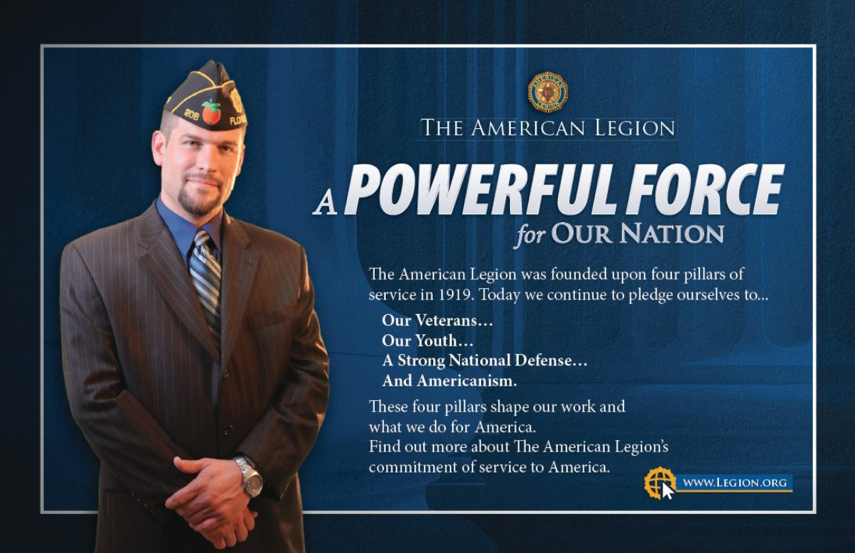 208
THE AMERICAN LEGION
A POWERFUL FORCE
for OUR NATION
The American Legion was founded upon four pillars of
service in 1919. Today we continue to pledge ourselves to...
Our Veterans...
Our Youth...
A Strong National Defense...
And Americanism.
These four pillars shape our work and
what we do for America.
Find out more about The American Legion's
commitment of service to America.
WWW.LEGION.ORG